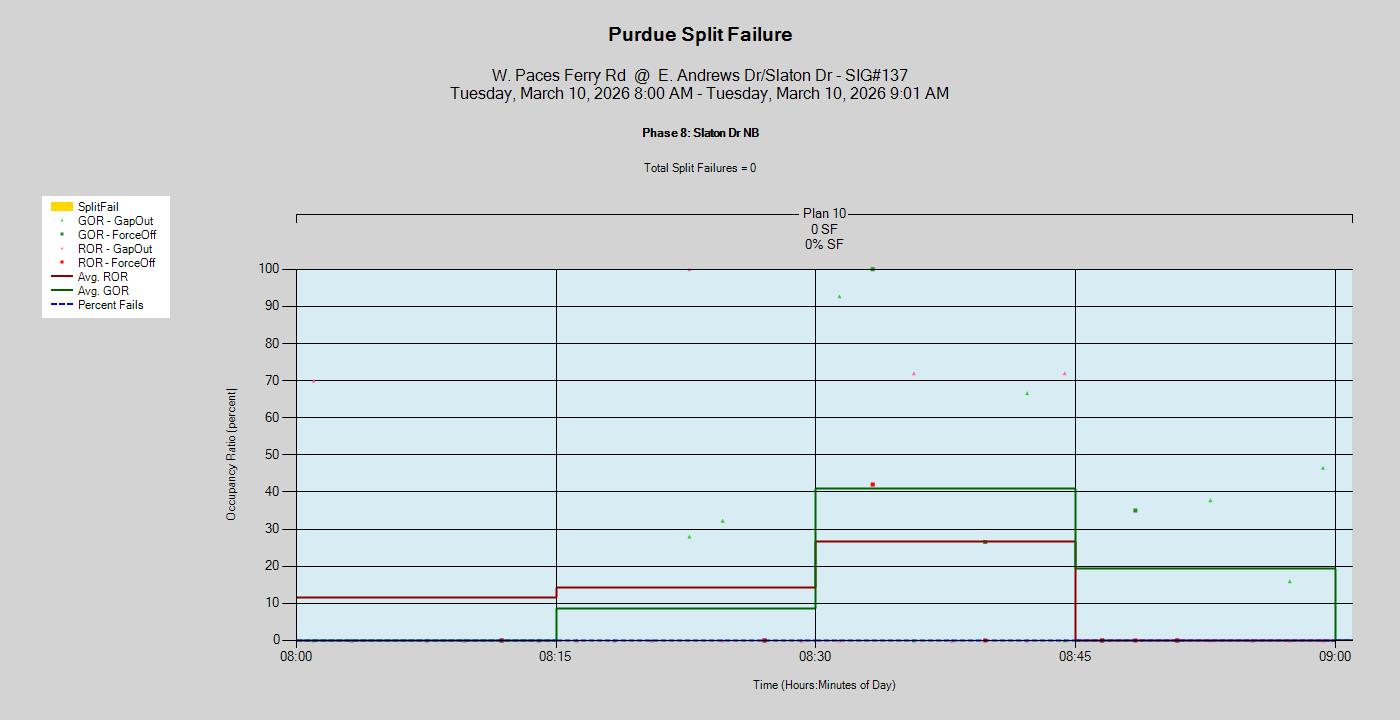 Purdue Split Failure
W. Paces Ferry Rd @ E. Andrews Dr/Slaton Dr - SIG#137
Tuesday, March 10, 2026 8:00 AM - Tuesday, March 10, 2026 9:01 AM
Phase 8: Slaton Dr NB
Total Split Failures = 0
SplitFail
GOR - GapOut
GOR - ForceOff
ROR - GapOut
ROR - ForceOff
Avg. ROR
Avg. GOR
Percent Fails
Plan 10
0 SF
0% SF
Occupancy Ratio (percent)
100
90
80
70
60
50
40
30
20
10
0
08:00 08:15 08:30 08:45 09:00
Time (Hours:Minutes of Day)